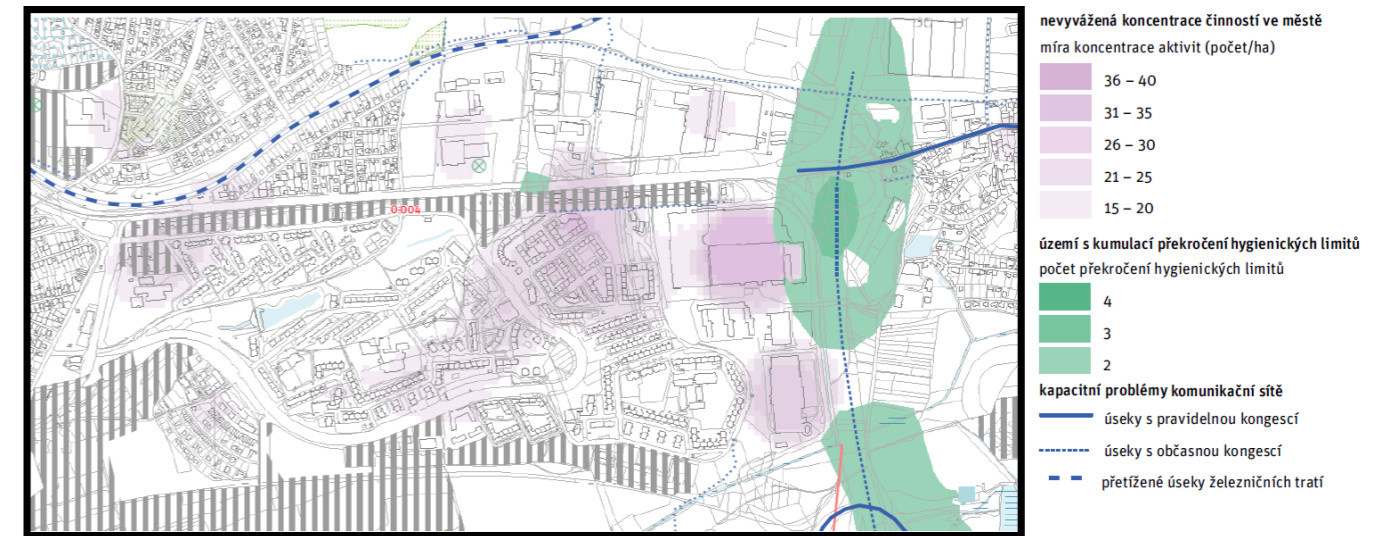 O 004
nevyvážená koncentrace činností ve městě
míra koncentrace aktivit (počet/ha)
36 – 40
31 – 35
26 – 30
21 – 25
15 – 20
území s kumulací překročení hygienických limitů
počet překročení hygienických limitů
4
3
2
kapacitní problémy komunikační sítě
úseky s pravidelnou kongescí
úseky s občasnou kongescí
přetížené úseky železničních tratí